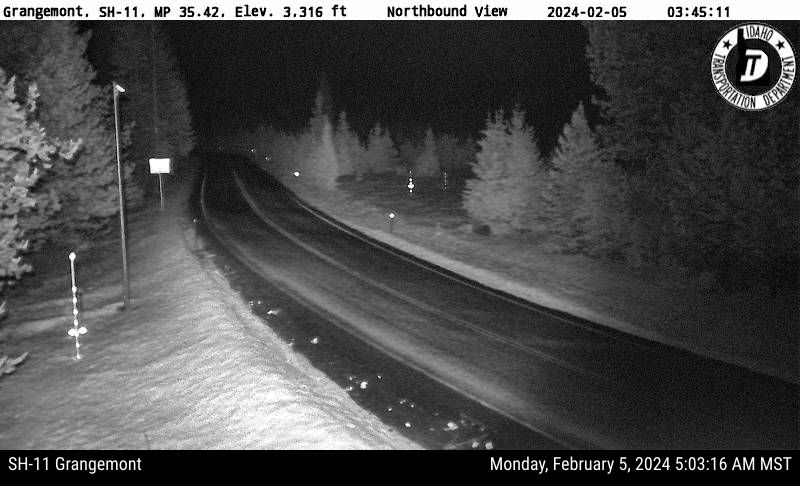 Grangemont, SH-11, MP 35.42, Elev. 3,316 ft Northbound View 2024-02-05 03:45:11
IDAHO
TRANSPORTATION DEPARTMENT
SH-11 Grangemont Monday, February 5, 2024 5:03:16 AM MST